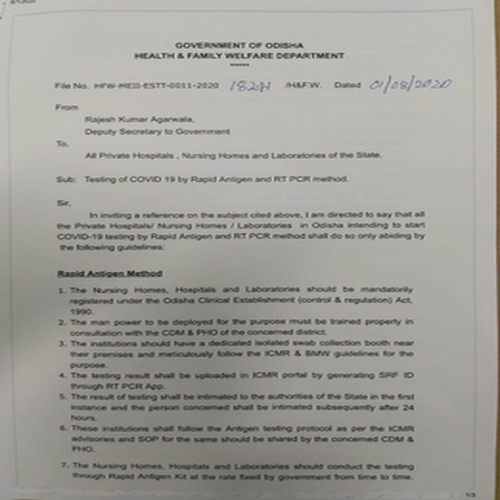 GOVERNMENT OF ODISHA
HEALTH & FAMILY WELFARE DEPARTMENT
File No. HFW-MEIII-ESTT-0011-2020 /H&F.W. Dated 01/08/2020
From
Rajesh Kumar Agarwala,
Deputy Secretary to Government
To,
All Private Hospitals , Nursing Homes and Laboratories of the State.
Sub: Testing of COVID 19 by Rapid Antigen and RT PCR method.
Sir,
In inviting a reference on the subject cited above, I am directed to say that all
the Private Hospitals/ Nursing Homes / Laboratories in Odisha intending to start
COVID-19 testing by Rapid Antigen and RT PCR method shall do so only abiding by
the following guidelines:
Rapid Antigen Method
1. The Nursing Homes, Hospitals and Laboratories should be mandatorily
registered under the Odisha Clinical Establishment (control & regulation) Act,
1990.
2. The man power to be deployed for the purpose must be trained properly in
consultation with CDM & PHO of the concerned district.
3. The institutions should have a dedicated isolated swab collection booth near
their premises and meticulously follow the ICMR & BMW guidelines for the
purpose.
4. The testing result shall be uploaded in ICMR portal by generating SRF ID
through RT PCR App.
5. The result of testing shall be intimated to the authorities of the State in the first
instance and the person concerned shall be intimated subsequently after 24
hours.
6. These institutions shall follow the Antigen testing protocol as per the ICMR
advisories and SOP for the same should be shared by the concerned CDM &
PHO.
7. The Nursing Homes, Hospitals and Laboratories should conduct the testing
through Rapid Antigen Kit at the rate fixed by government from time to time.